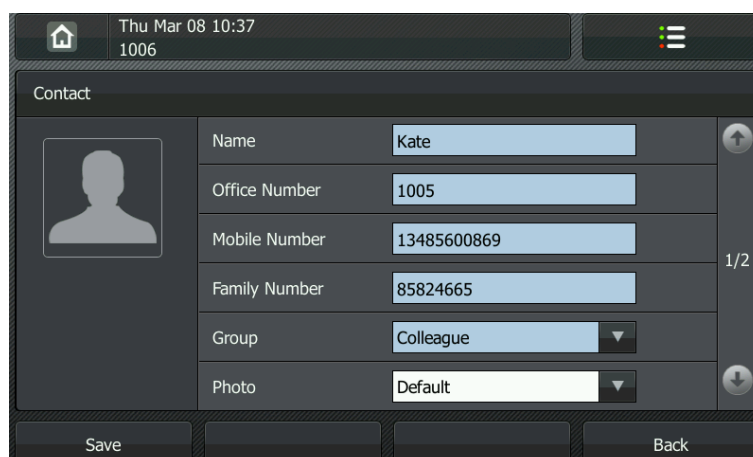 Thu Mar 08 10:37
1006
Contact
Name Kate
Office Number 1005
Mobile Number 13485600869
1/2
Family Number 85824665
Group Colleague
Photo Default
Save Back